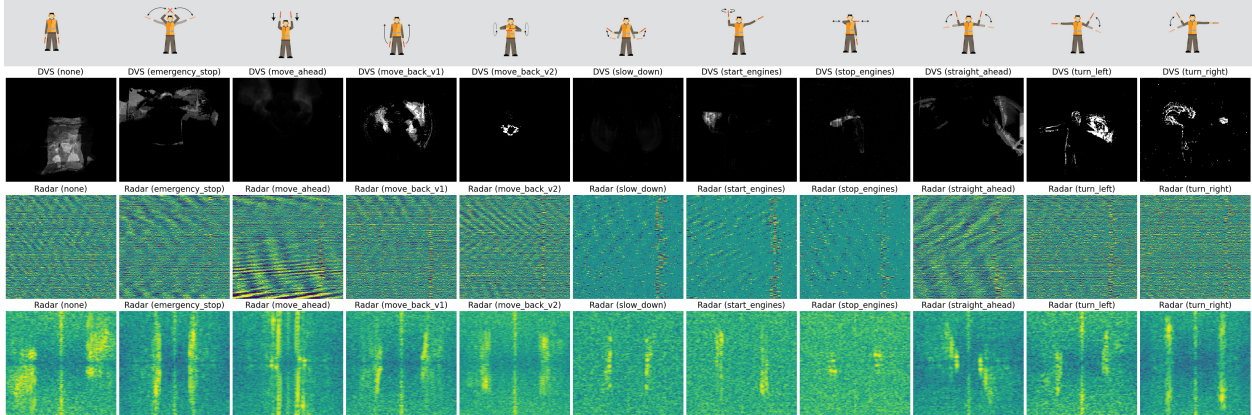 DVS (none) DVS (emergency_stop) DVS (move_ahead) DVS (move_back_v1) DVS (move_back_v2) DVS (slow_down) DVS (start_engines) DVS (stop_engines) DVS (straight_ahead) DVS (turn_left) DVS (turn_right)
Radar (none) Radar (emergency_stop) Radar (move_ahead) Radar (move_back_v1) Radar (move_back_v2) Radar (slow_down) Radar (start_engines) Radar (stop_engines) Radar (straight_ahead) Radar (turn_left) Radar (turn_right)
Radar (none) Radar (emergency_stop) Radar (move_ahead) Radar (move_back_v1) Radar (move_back_v2) Radar (slow_down) Radar (start_engines) Radar (stop_engines) Radar (straight_ahead) Radar (turn_left) Radar (turn_right)